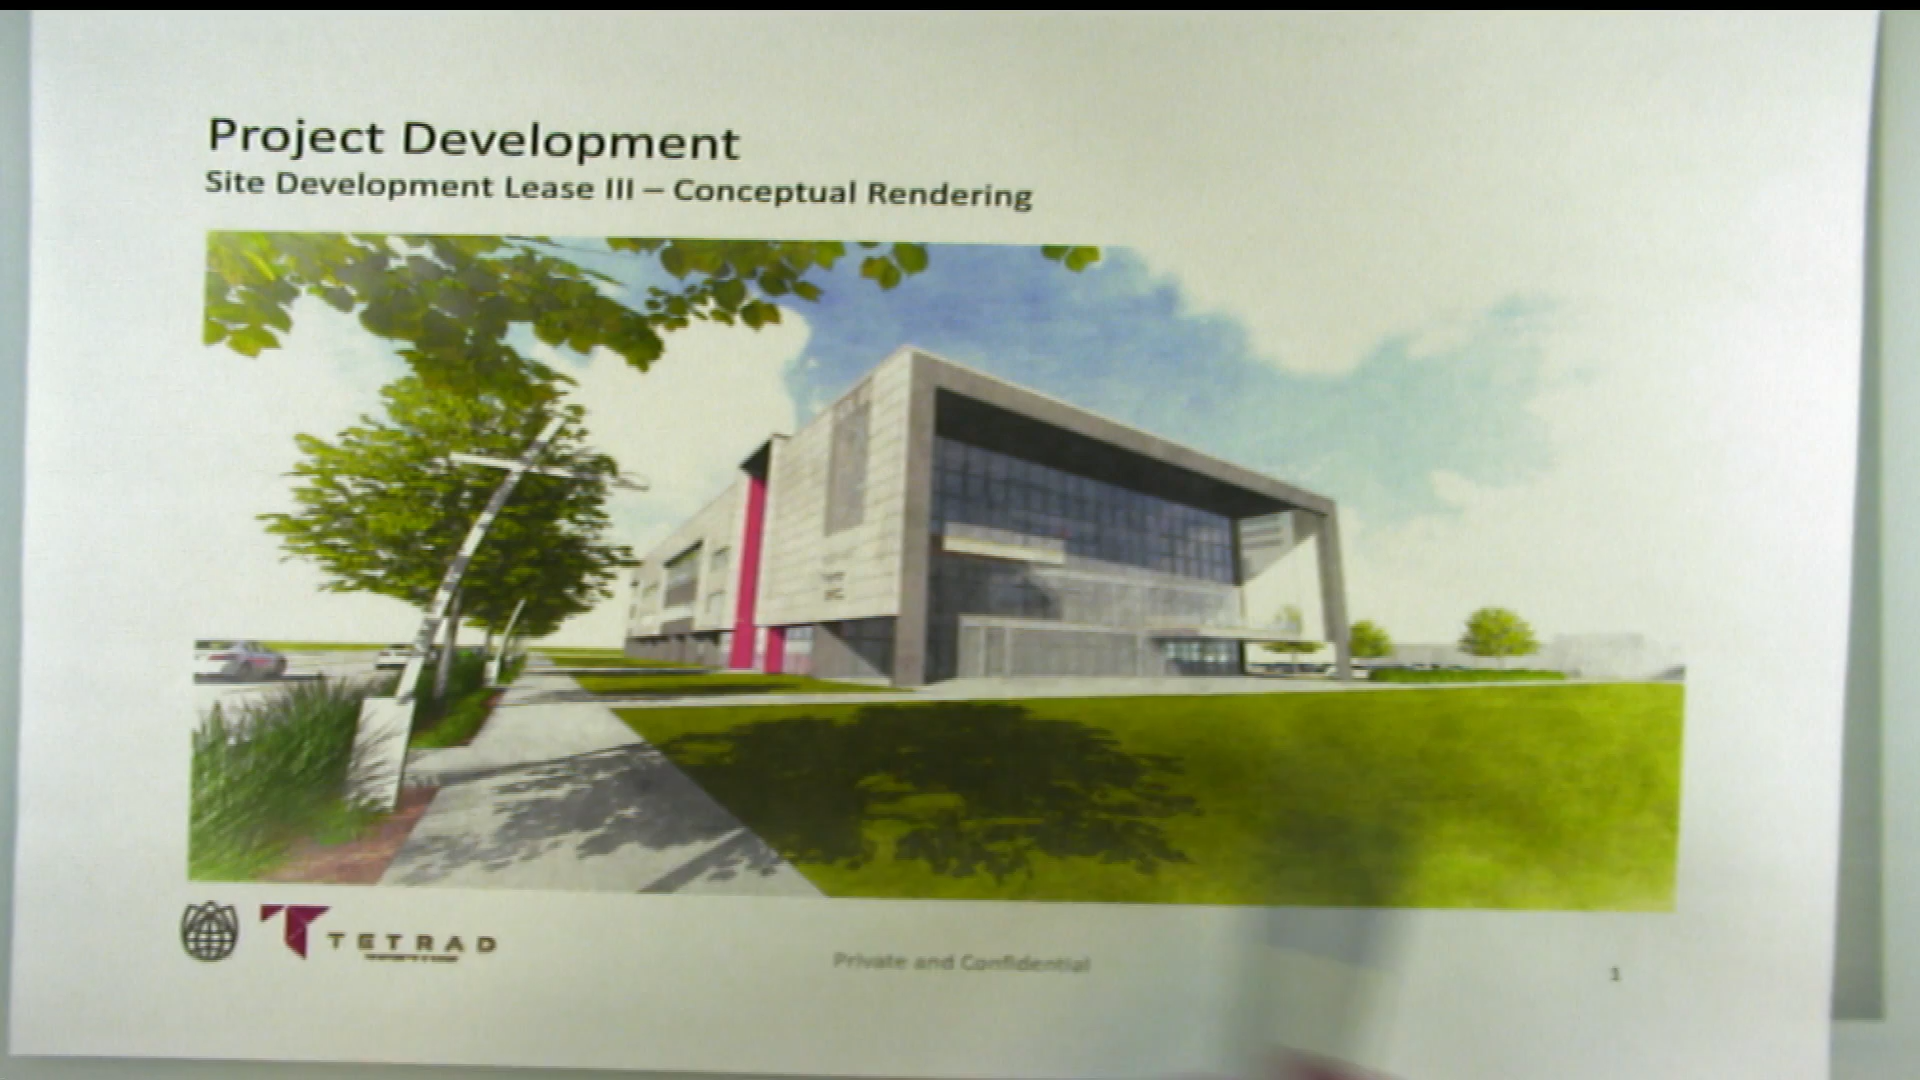 Project Development
Site Development Lease III – Conceptual Rendering
TETRAD
Private and Confidential
1